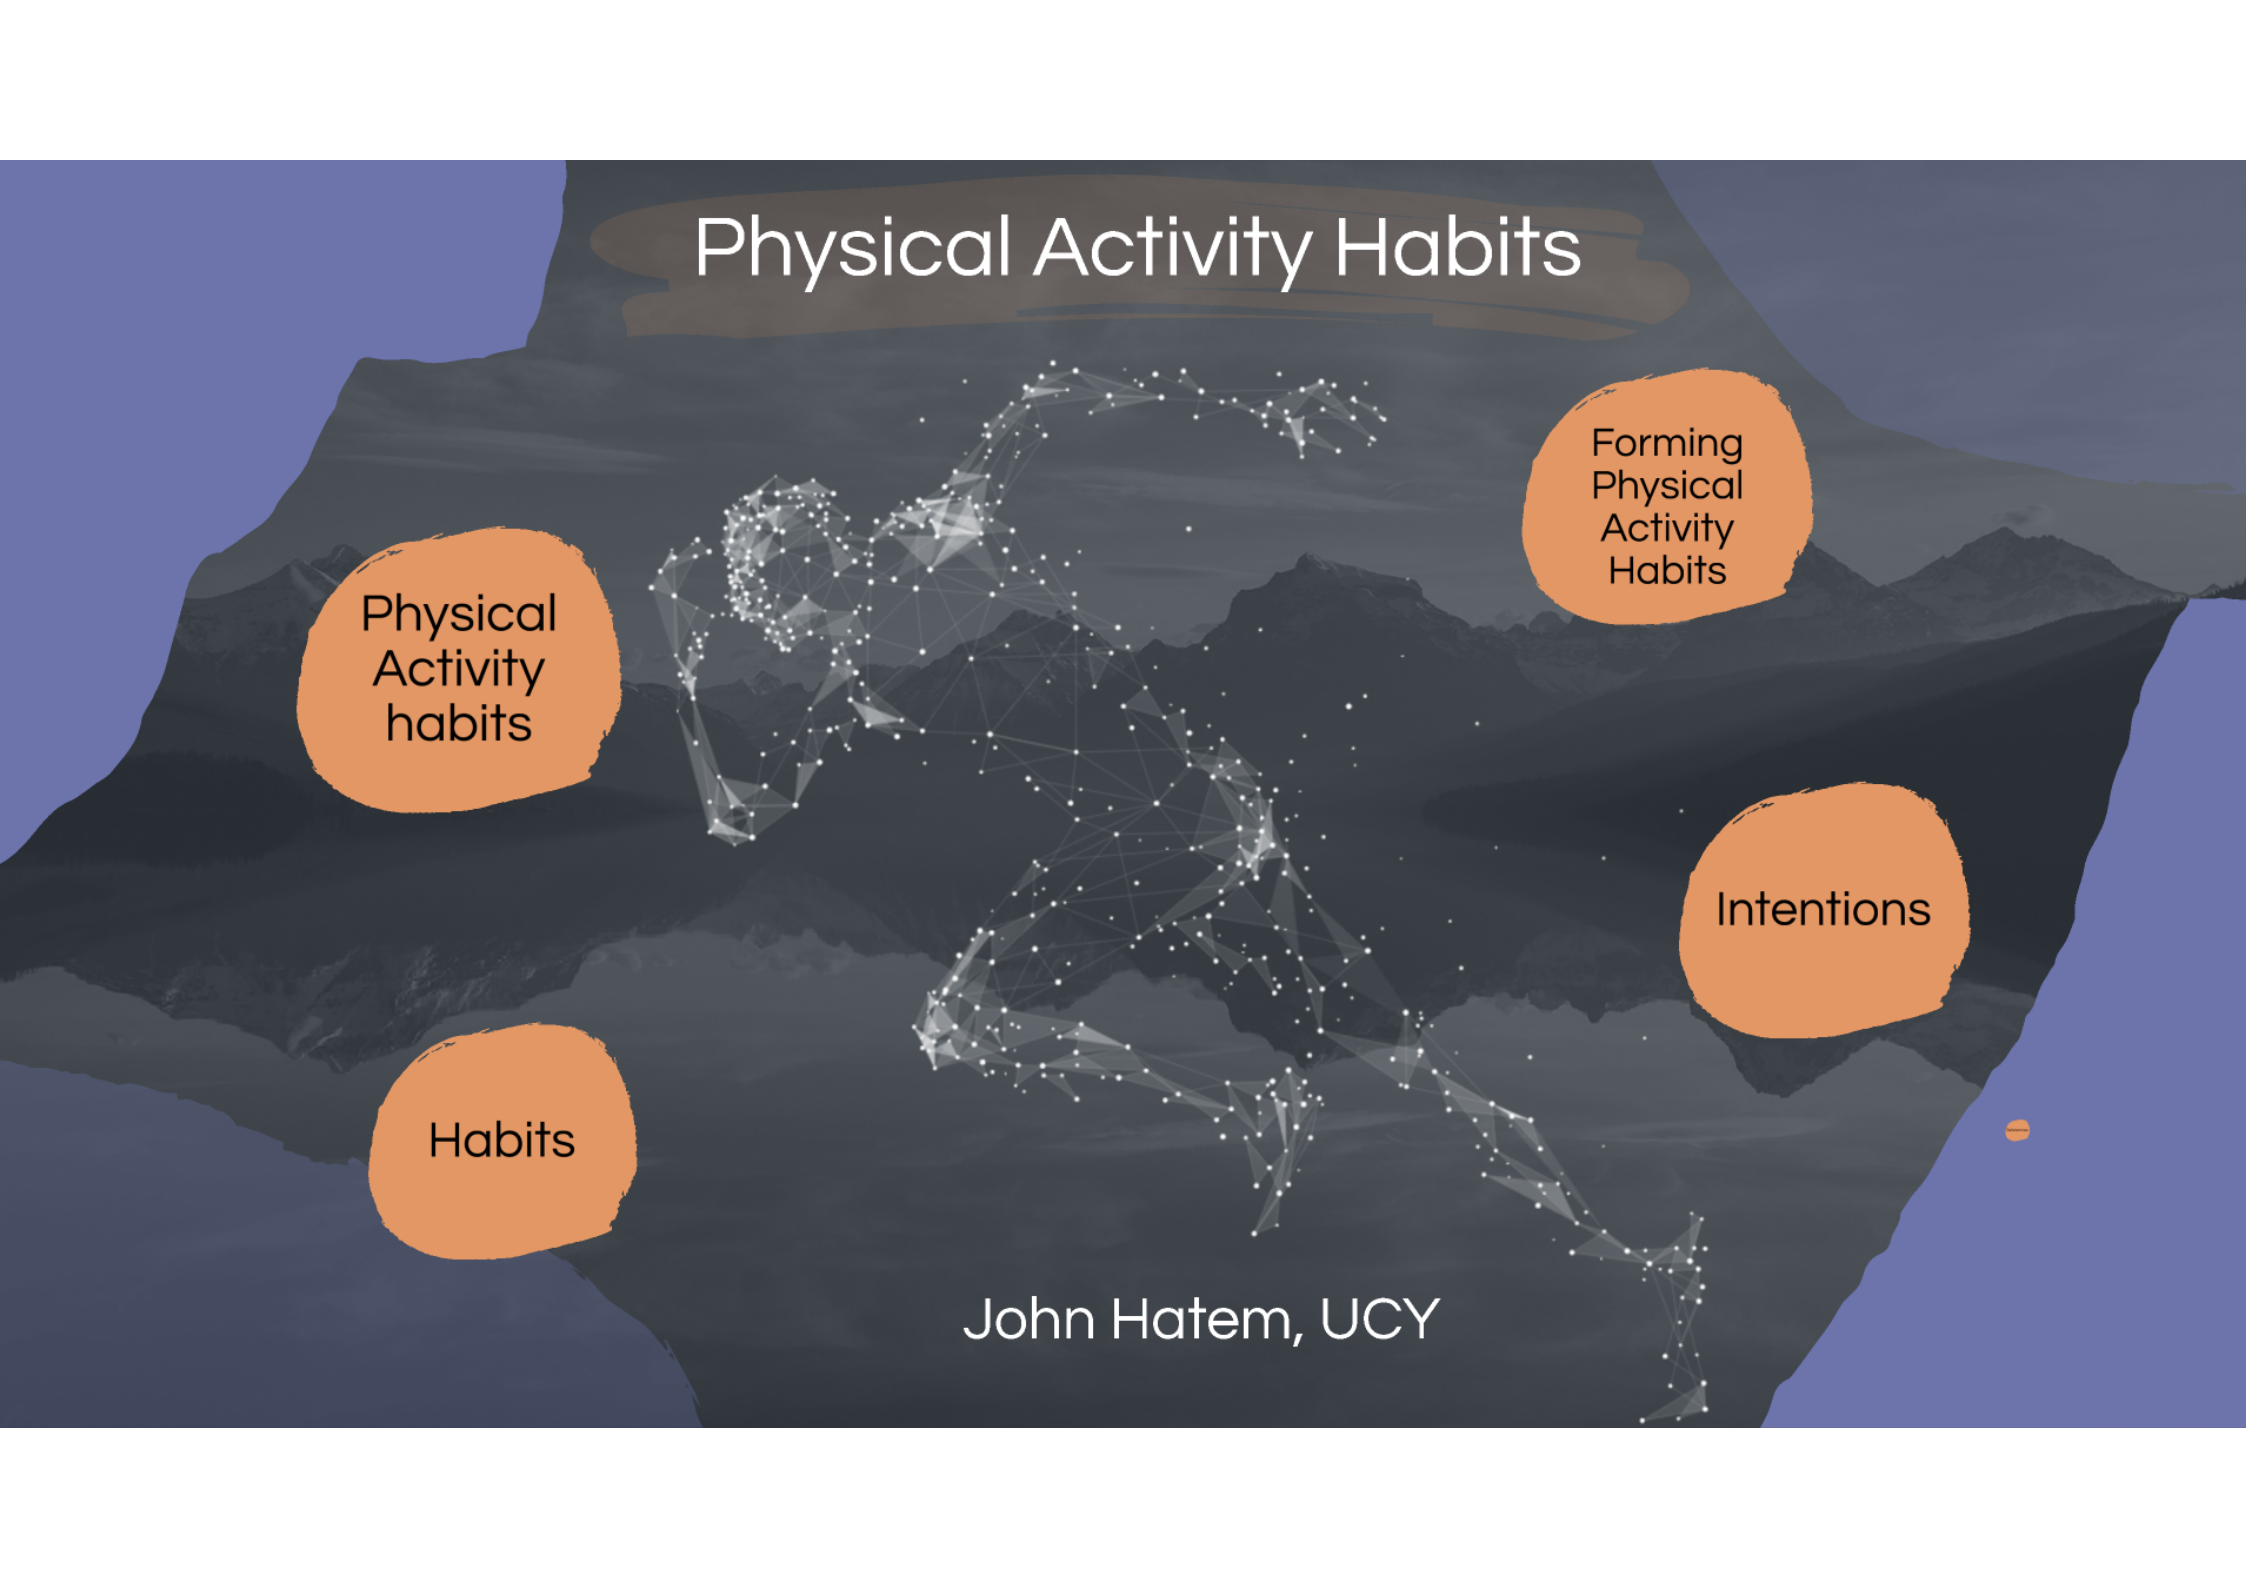 Physical Activity Habits
Physical
Activity
habits
Habits
Forming
Physical
Activity
Habits
Intentions
John Hatem, UCY